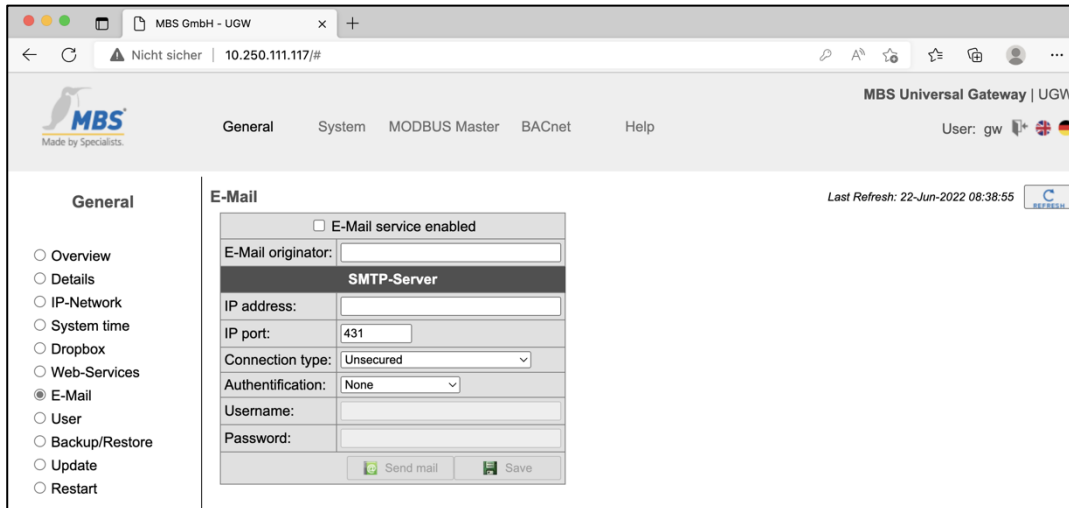 MBS GmbH - UGW
Nicht sicher | 10.250.111.117/#
MBS
Made by Specialists.
General System MODBUS Master BACnet Help
MBS Universal Gateway | UGW
User: gw
General
Overview
Details
IP-Network
System time
Dropbox
Web-Services
E-Mail
User
Backup/Restore
Update
Restart
E-Mail
Last Refresh: 22-Jun-2022 08:38:55
REFRESH
E-Mail service enabled
E-Mail originator:
SMTP-Server
IP address:
IP port: 431
Connection type: Unsecured
Authentification: None
Username:
Password:
Send mail Save